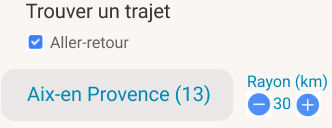 Trouver un trajet
Aller-retour
Rayon (km)
Aix-en Provence (13)
30